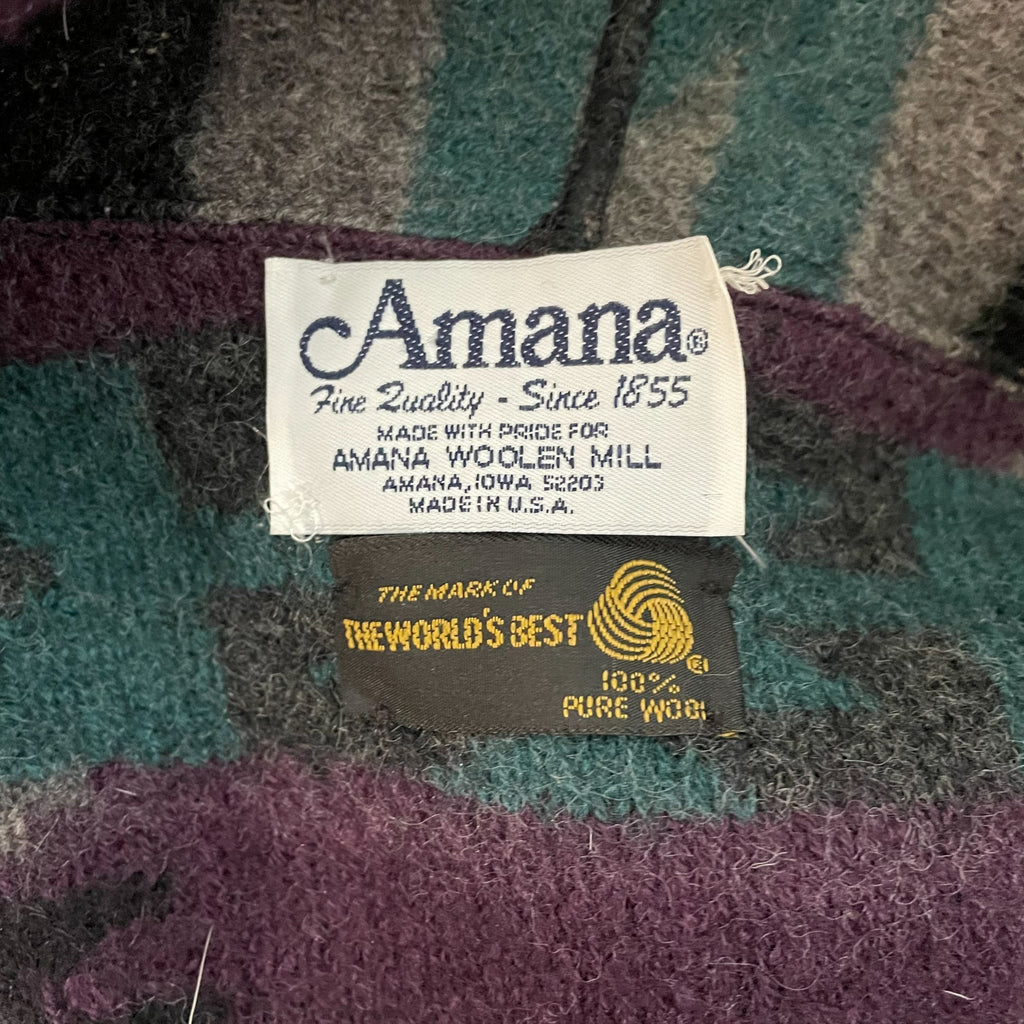 Amana®
Fine Quality - Since 1855
MADE WITH PRIDE FOR
AMANA WOOLEN MILL
AMANA, IOWA 52203
MADE IN U.S.A.
THE MARK OF
THE WORLD'S BEST
®
100%
PURE WOOL